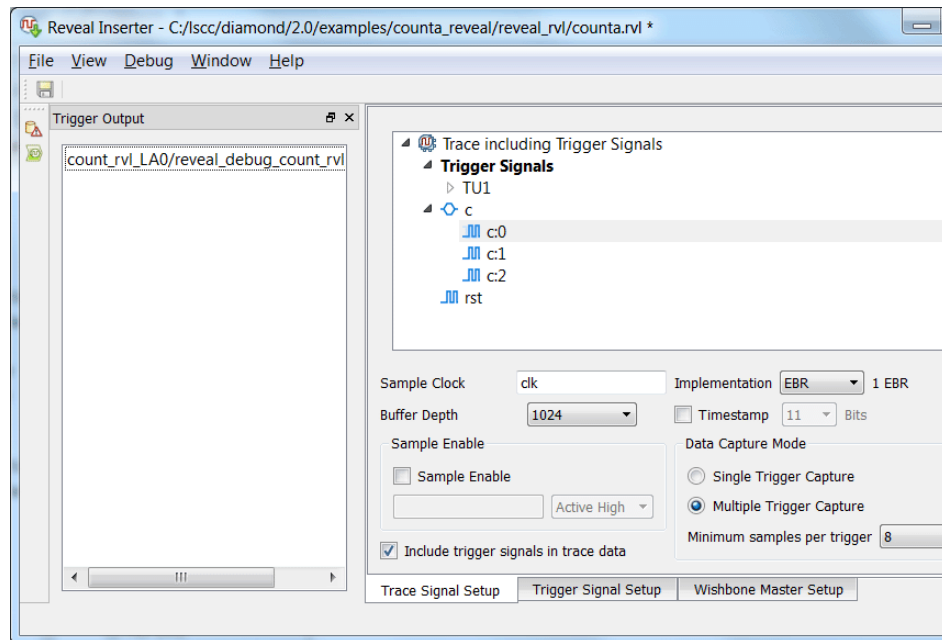 Reveal Inserter - C:/lscc/diamond/2.0/examples/counta_reveal/reveal_rvl/counta.rvl *
File View Debug Window Help
Trigger Output
count_rvl_LA0/reveal_debug_count_rvl
Trace including Trigger Signals
Trigger Signals
TU1
c
c:0
c:1
c:2
rst
Sample Clock clk Implementation EBR 1 EBR
Buffer Depth 1024 Timestamp 11 Bits
Sample Enable Data Capture Mode
Sample Enable Single Trigger Capture
Active High Multiple Trigger Capture
Minimum samples per trigger 8
Include trigger signals in trace data
Trace Signal Setup Trigger Signal Setup Wishbone Master Setup